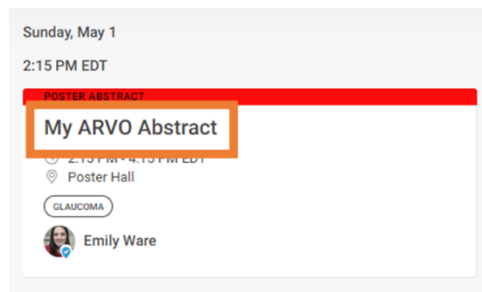 Sunday, May 1
2:15 PM EDT
POSTER ABSTRACT
My ARVO Abstract
2:15 PM - 4:15 PM EDT
Poster Hall
GLAUCOMA
Emily Ware